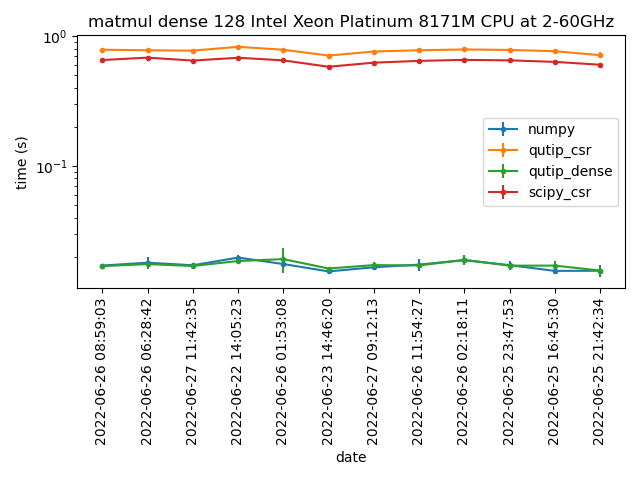 matmul dense 128 Intel Xeon Platinum 8171M CPU at 2-60GHz
10⁰
10⁻¹
time (s)
numpy
qutip_csr
qutip_dense
scipy_csr
2022-06-26 08:59:03
2022-06-26 06:28:42
2022-06-27 11:42:35
2022-06-22 14:05:23
2022-06-26 01:53:08
2022-06-23 14:46:20
2022-06-27 09:12:13
2022-06-26 11:54:27
2022-06-26 02:18:11
2022-06-25 23:47:53
2022-06-25 16:45:30
2022-06-25 21:42:34
date